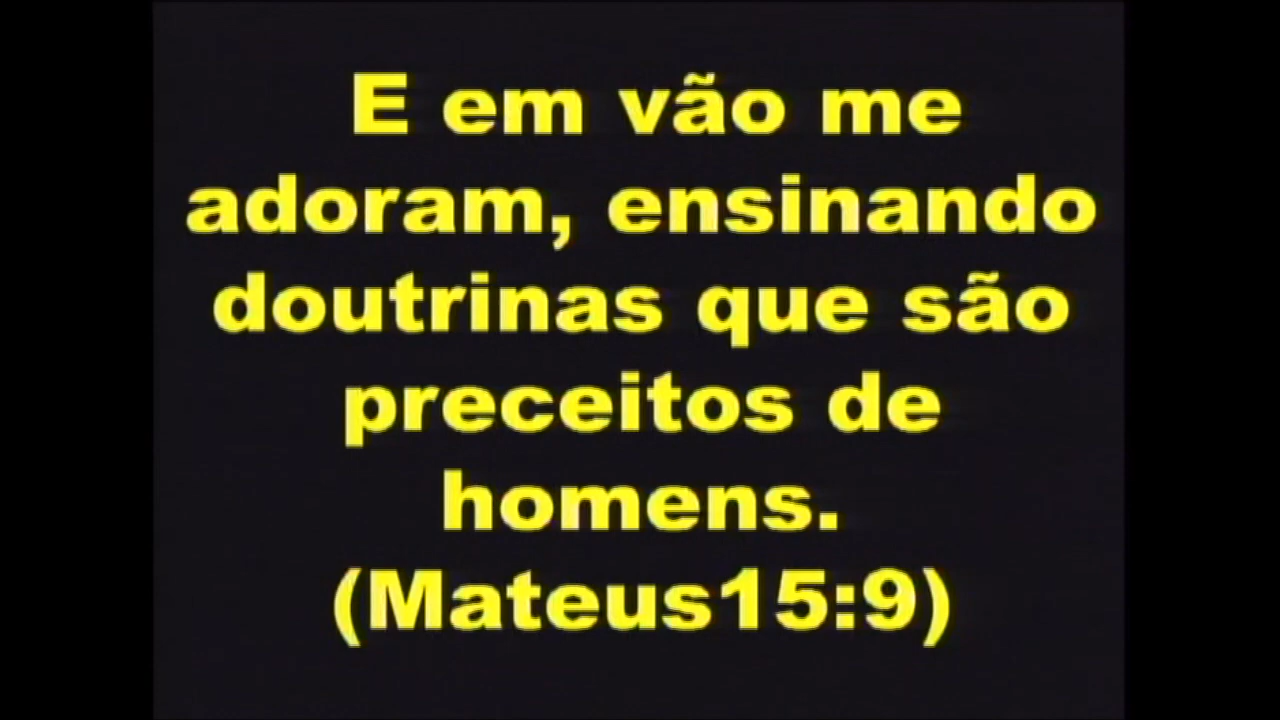 E em vão me
adoram, ensinando
doutrinas que são
preceitos de
homens.
(Mateus15:9)